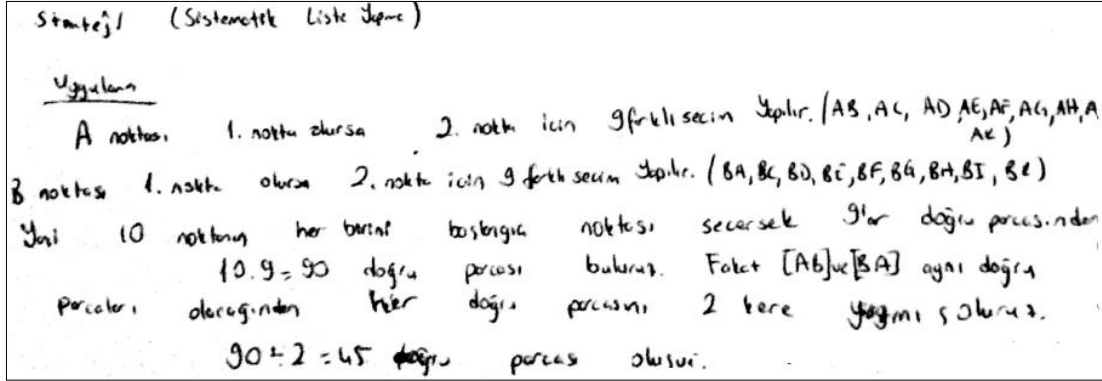 Strateji (Sistematik Liste Yapma)
Uygulama
A noktası 1. nokta olursa 2. nokta için 9 farklı seçim yapılır. (AB, AC, AD, AE, AF, AG, AH, A
AK)
B noktası 1. nokta olursa 2. nokta için 9 farklı seçim yapılır. (BA, BC, BD, BE, BF, BG, BH, BI, BK)
Yani 10 noktanın her birini başlangıç noktası seçersek 9'ar doğru parçasından
10.9=90 doğru parçası buluruz. Fakat [AB] ve [BA] aynı doğru
parçaları olacağından her doğru parçasını 2 kere yazmış oluruz.
90÷2=45 doğru parçası oluşur.